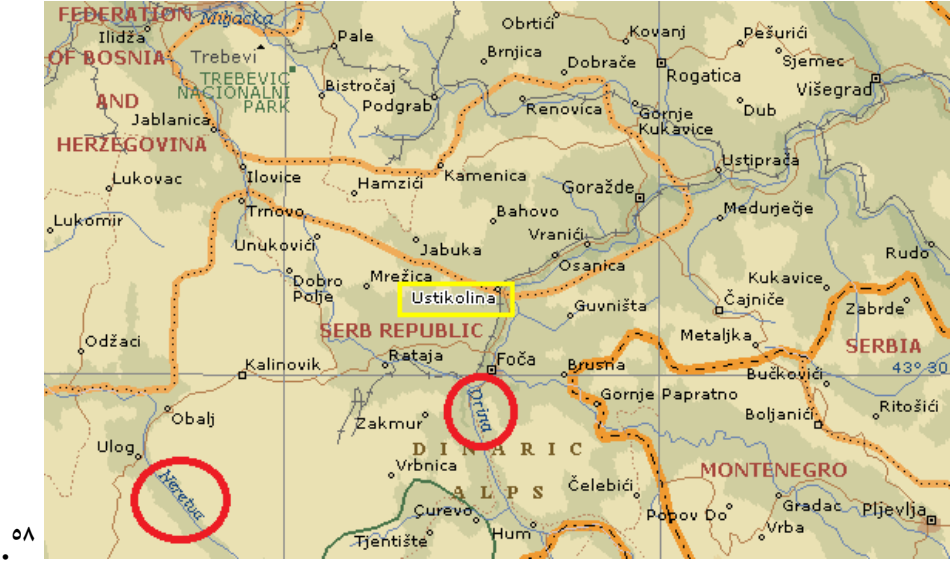 FEDERATION
OF BOSNIA
AND
HERZEGOVINA
Miljacka
Ilidža
Pale
Obrtići
Kovanj
Pešurići
Trebevi
Brnjica
Dobrače
Sjemec
Rogatica
Višegrad
TREBEVIC
NACIONALNI
PARK
Bistročaj
Podgrab
Renovica
Gornje
Kukavice
Dub
Jablanica
Ustiprača
Lukovac
Ilovice
Hamzići
Kamenica
Goražde
Lukomir
Trnovo
Bahovo
Međurječje
Unukovići
Jabuka
Vranići
Rudo
Dobro
Polje
Mrežica
Osanica
Kukavice
Ustikolina
Guvništa
Čajniče
Zabrde
SERB REPUBLIC
Metaljka
SERBIA
Odžaci
Kalinovik
Rataja
Foča
Brusna
Bučkovići
43° 30
Obalj
Zakmur
Drina
Gornje Papratno
Boljanići
Ritošići
Ulog
DINARIC
ALPS
Vrbnica
MONTENEGRO
Neretva
Čelebići
Čurevo
Popov Do
Gradac
Pljevlja
Tjentište
Hum
Vrba
٥٨